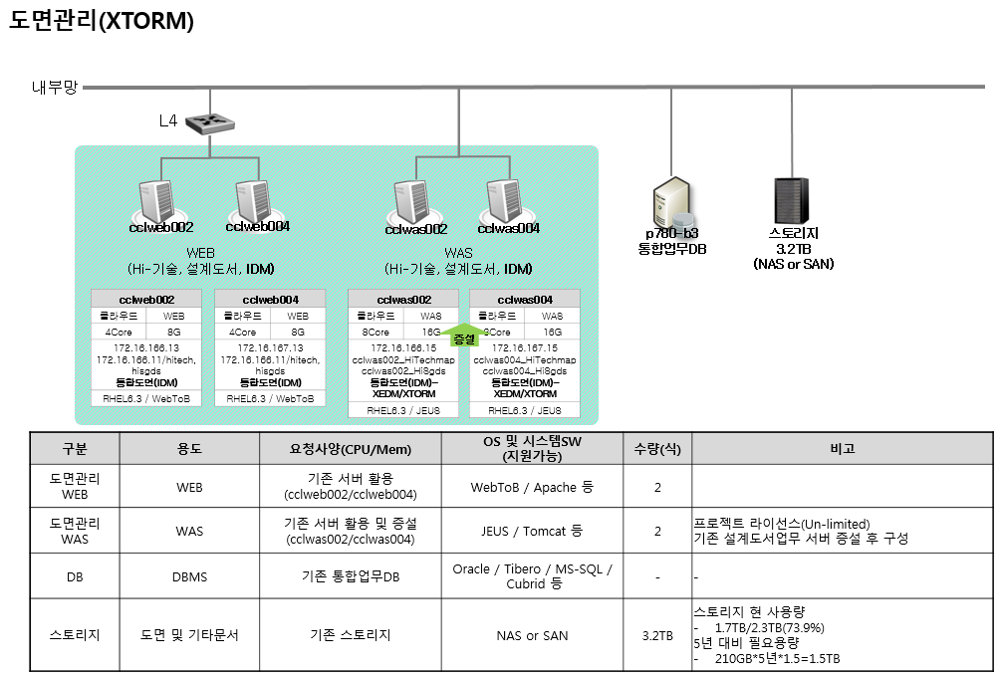 도면관리(XTORM)
내부망
L4
cclweb002
cclweb004
cclwas002
cclwas004
WEB
(Hi-기술, 설계도서, IDM)
WAS
(Hi-기술, 설계도서, IDM)
p780-b3
통합업무DB
스토리지
3.2TB
(NAS or SAN)
cclweb002
클라우드 WEB
4Core 8G
172.16.166.13
172.16.166.11/hitech,
hisgds
통합도면(IDM)
RHEL6.3 / WebToB
cclweb004
클라우드 WEB
4Core 8G
172.16.167.13
172.16.166.11/hitech,
hisgds
통합도면(IDM)
RHEL6.3 / WebToB
cclwas002
클라우드 WAS
8Core 16G
172.16.166.15
cclwas002_HiTechmap
cclwas002_HiSgds
통합도면(IDM)-
XEDM/XTORM
RHEL6.3 / JEUS
증설
cclwas004
클라우드 WAS
8Core 16G
172.16.167.15
cclwas004_HiTechmap
cclwas004_HiSgds
통합도면(IDM)-
XEDM/XTORM
RHEL6.3 / JEUS
구분 용도 요청사양(CPU/Mem) OS 및 시스템SW (지원가능) 수량(식) 비고
도면관리 WEB
WEB
기존 서버 활용
(cclweb002/cclweb004)
WebToB / Apache 등
2
도면관리 WAS
WAS
기존 서버 활용 및 증설
(cclwas002/cclwas004)
JEUS / Tomcat 등
2
프로젝트 라이선스(Un-limited)
기존 설계도서업무 서버 증설 후 구성
DB
DBMS
기존 통합업무DB
Oracle / Tibero / MS-SQL /
Cubrid 등
-
-
스토리지
도면 및 기타문서
기존 스토리지
NAS or SAN
3.2TB
스토리지 현 사용량
- 1.7TB/2.3TB(73.9%)
5년 대비 필요용량
- 210GB*5년*1.5=1.5TB